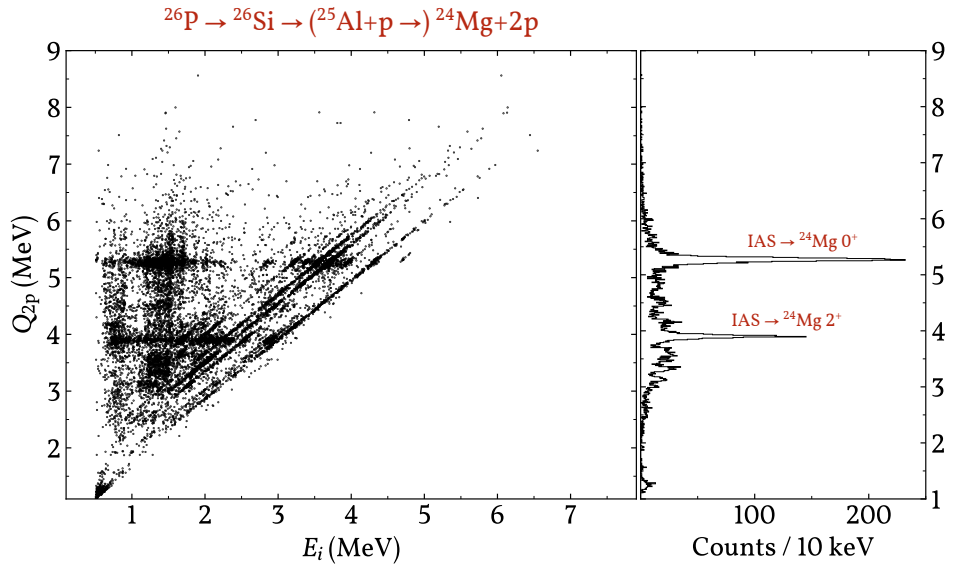 ²⁶P → ²⁶Si → (²⁵Al+p →) ²⁴Mg+2p
9
8
7
6
5
4
3
2
Q₂ₚ (MeV)
1 2 3 4 5 6 7
Eᵢ (MeV)
IAS → ²⁴Mg 0⁺
IAS → ²⁴Mg 2⁺
9
8
7
6
5
4
3
2
1
100 200
Counts / 10 keV